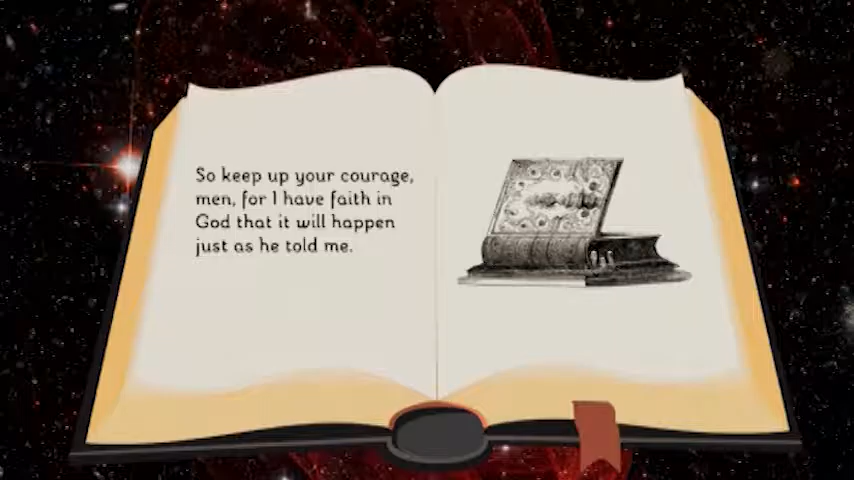 So keep up your courage,
men, for I have faith in
God that it will happen
just as he told me.